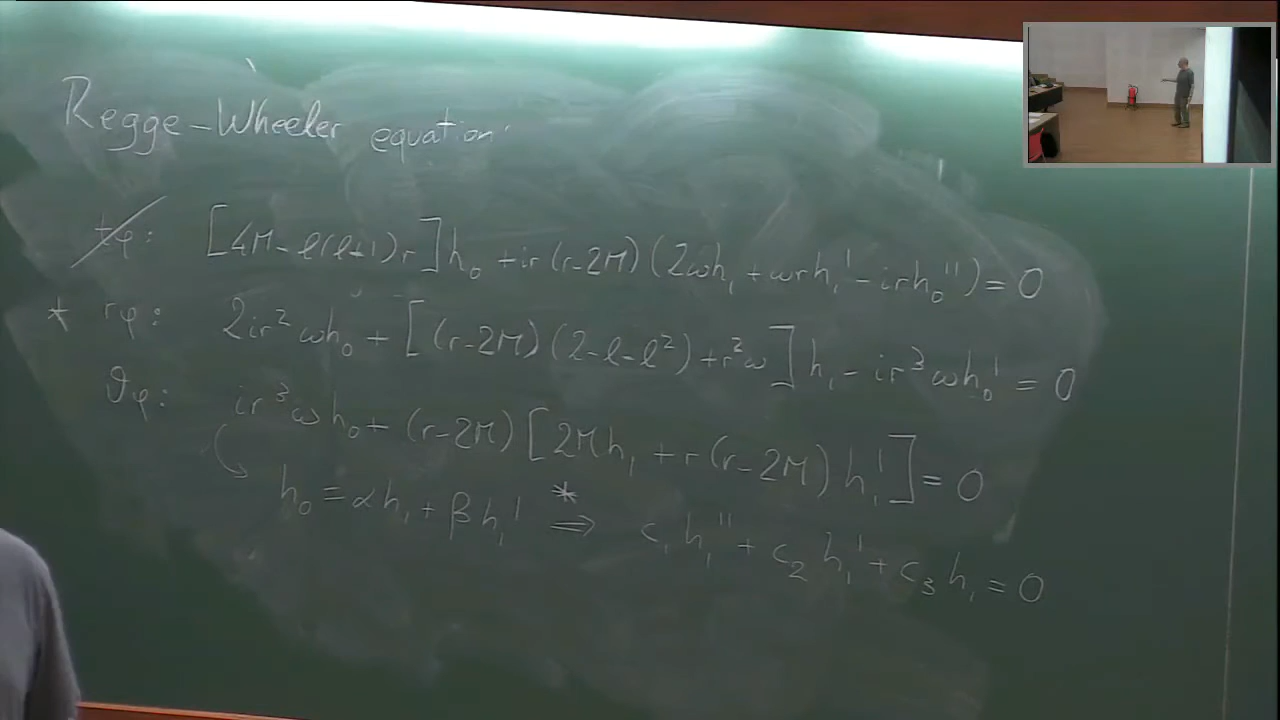 Regge-Wheeler equation
tφ: [4M - l(l+1)r]h₀ + ir(r-2M)(2ωh₁ + ωrh₁' - irh₀'') = 0
* rφ: 2ir²ωh₀ + [(r-2M)(2-l-l²) + r²ω]h₁ - ir³ωh₀' = 0
ϑφ: ir³ωh₀ + (r-2M)[2Mh₁ + r(r-2M)h₁'] = 0
h₀ = αh₁ + βh₁' *⇒ c₁h₁'' + c₂h₁' + c₃h₁ = 0